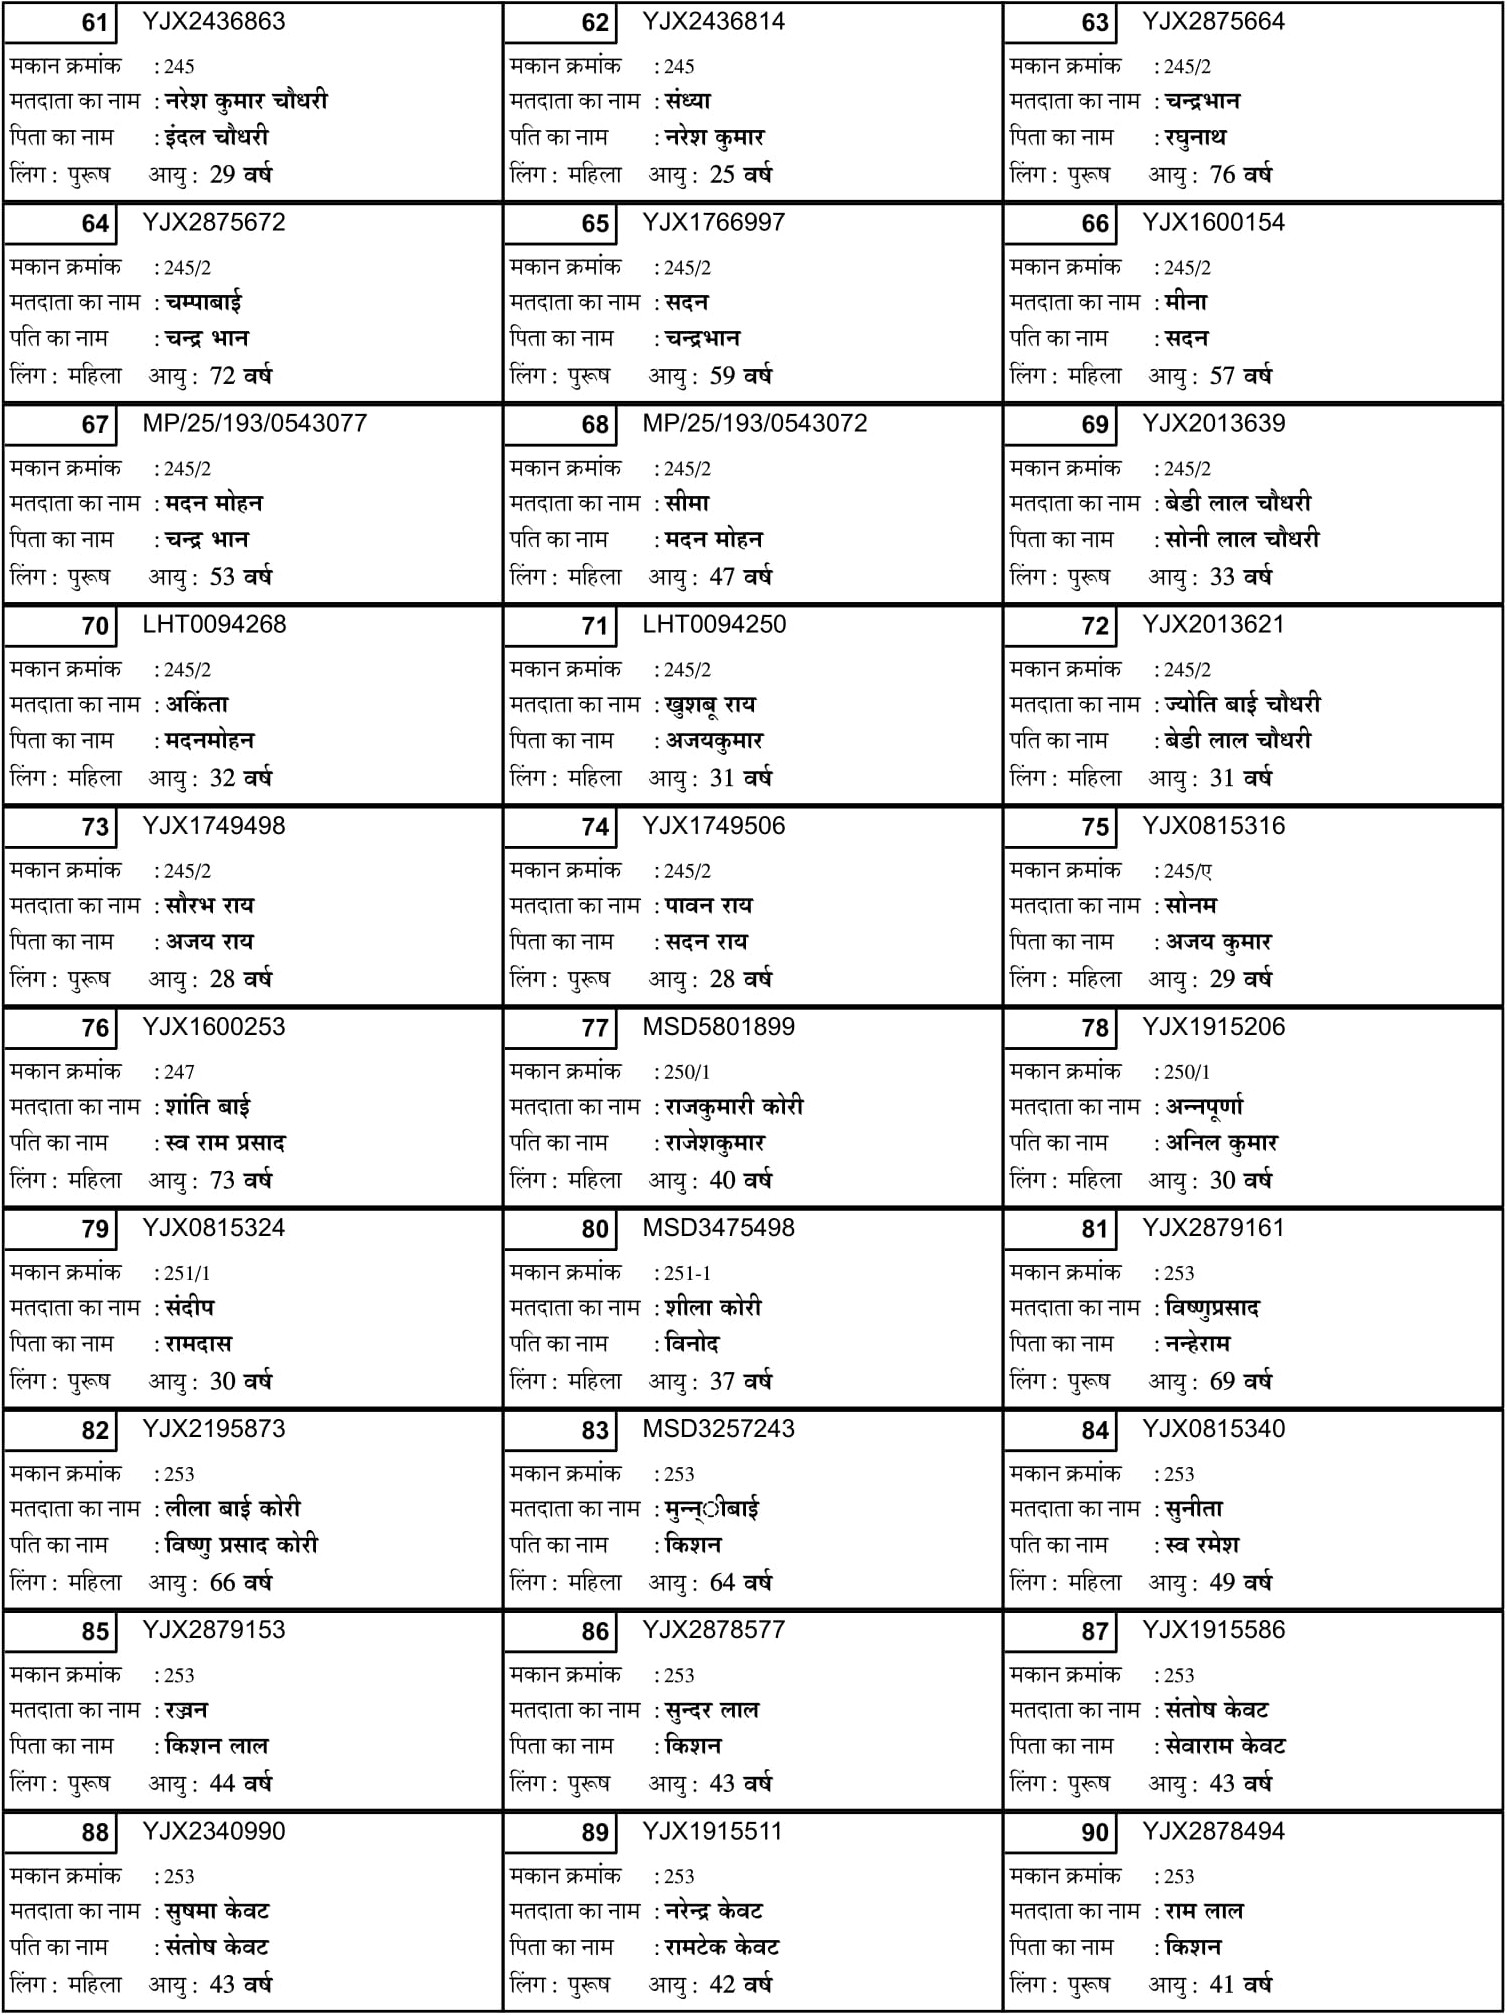 61 YJX2436863
मकान क्रमांक : 245
मतदाता का नाम : नरेश कुमार चौधरी
पिता का नाम : इंदल चौधरी
लिंग : पुरूष आयु : 29 वर्ष
62 YJX2436814
मकान क्रमांक : 245
मतदाता का नाम : संध्या
पति का नाम : नरेश कुमार
लिंग : महिला आयु : 25 वर्ष
63 YJX2875664
मकान क्रमांक : 245/2
मतदाता का नाम : चन्द्रभान
पिता का नाम : रघुनाथ
लिंग : पुरूष आयु : 76 वर्ष
64 YJX2875672
मकान क्रमांक : 245/2
मतदाता का नाम : चम्पाबाई
पति का नाम : चन्द्र भान
लिंग : महिला आयु : 72 वर्ष
65 YJX1766997
मकान क्रमांक : 245/2
मतदाता का नाम : सदन
पिता का नाम : चन्द्रभान
लिंग : पुरूष आयु : 59 वर्ष
66 YJX1600154
मकान क्रमांक : 245/2
मतदाता का नाम : मीना
पति का नाम : सदन
लिंग : महिला आयु : 57 वर्ष
67 MP/25/193/0543077
मकान क्रमांक : 245/2
मतदाता का नाम : मदन मोहन
पिता का नाम : चन्द्र भान
लिंग : पुरूष आयु : 53 वर्ष
68 MP/25/193/0543072
मकान क्रमांक : 245/2
मतदाता का नाम : सीमा
पति का नाम : मदन मोहन
लिंग : महिला आयु : 47 वर्ष
69 YJX2013639
मकान क्रमांक : 245/2
मतदाता का नाम : बेडी लाल चौधरी
पिता का नाम : सोनी लाल चौधरी
लिंग : पुरूष आयु : 33 वर्ष
70 LHT0094268
मकान क्रमांक : 245/2
मतदाता का नाम : अकिंता
पिता का नाम : मदनमोहन
लिंग : महिला आयु : 32 वर्ष
71 LHT0094250
मकान क्रमांक : 245/2
मतदाता का नाम : खुशबू राय
पिता का नाम : अजयकुमार
लिंग : महिला आयु : 31 वर्ष
72 YJX2013621
मकान क्रमांक : 245/2
मतदाता का नाम : ज्योति बाई चौधरी
पति का नाम : बेडी लाल चौधरी
लिंग : महिला आयु : 31 वर्ष
73 YJX1749498
मकान क्रमांक : 245/2
मतदाता का नाम : सौरभ राय
पिता का नाम : अजय राय
लिंग : पुरूष आयु : 28 वर्ष
74 YJX1749506
मकान क्रमांक : 245/2
मतदाता का नाम : पावन राय
पिता का नाम : सदन राय
लिंग : पुरूष आयु : 28 वर्ष
75 YJX0815316
मकान क्रमांक : 245/ए
मतदाता का नाम : सोनम
पिता का नाम : अजय कुमार
लिंग : महिला आयु : 29 वर्ष
76 YJX1600253
मकान क्रमांक : 247
मतदाता का नाम : शांति बाई
पति का नाम : स्व राम प्रसाद
लिंग : महिला आयु : 73 वर्ष
77 MSD5801899
मकान क्रमांक : 250/1
मतदाता का नाम : राजकुमारी कोरी
पति का नाम : राजेशकुमार
लिंग : महिला आयु : 40 वर्ष
78 YJX1915206
मकान क्रमांक : 250/1
मतदाता का नाम : अन्नपूर्णा
पति का नाम : अनिल कुमार
लिंग : महिला आयु : 30 वर्ष
79 YJX0815324
मकान क्रमांक : 251/1
मतदाता का नाम : संदीप
पिता का नाम : रामदास
लिंग : पुरूष आयु : 30 वर्ष
80 MSD3475498
मकान क्रमांक : 251-1
मतदाता का नाम : शीला कोरी
पति का नाम : विनोद
लिंग : महिला आयु : 37 वर्ष
81 YJX2879161
मकान क्रमांक : 253
मतदाता का नाम : विष्णुप्रसाद
पिता का नाम : नन्हेराम
लिंग : पुरूष आयु : 69 वर्ष
82 YJX2195873
मकान क्रमांक : 253
मतदाता का नाम : लीला बाई कोरी
पति का नाम : विष्णु प्रसाद कोरी
लिंग : महिला आयु : 66 वर्ष
83 MSD3257243
मकान क्रमांक : 253
मतदाता का नाम : मुन्न्ीबाई
पति का नाम : किशन
लिंग : महिला आयु : 64 वर्ष
84 YJX0815340
मकान क्रमांक : 253
मतदाता का नाम : सुनीता
पति का नाम : स्व रमेश
लिंग : महिला आयु : 49 वर्ष
85 YJX2879153
मकान क्रमांक : 253
मतदाता का नाम : रज्जन
पिता का नाम : किशन लाल
लिंग : पुरूष आयु : 44 वर्ष
86 YJX2878577
मकान क्रमांक : 253
मतदाता का नाम : सुन्दर लाल
पिता का नाम : किशन
लिंग : पुरूष आयु : 43 वर्ष
87 YJX1915586
मकान क्रमांक : 253
मतदाता का नाम : संतोष केवट
पिता का नाम : सेवाराम केवट
लिंग : पुरूष आयु : 43 वर्ष
88 YJX2340990
मकान क्रमांक : 253
मतदाता का नाम : सुषमा केवट
पति का नाम : संतोष केवट
लिंग : महिला आयु : 43 वर्ष
89 YJX1915511
मकान क्रमांक : 253
मतदाता का नाम : नरेन्द्र केवट
पिता का नाम : रामटेक केवट
लिंग : पुरूष आयु : 42 वर्ष
90 YJX2878494
मकान क्रमांक : 253
मतदाता का नाम : राम लाल
पिता का नाम : किशन
लिंग : पुरूष आयु : 41 वर्ष